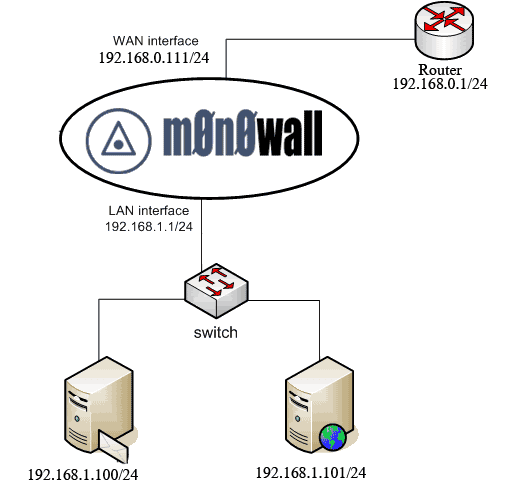 WAN interface
192.168.0.111/24
Router
192.168.0.1/24
mØnØwall
LAN interface
192.168.1.1/24
switch
192.168.1.100/24
192.168.1.101/24